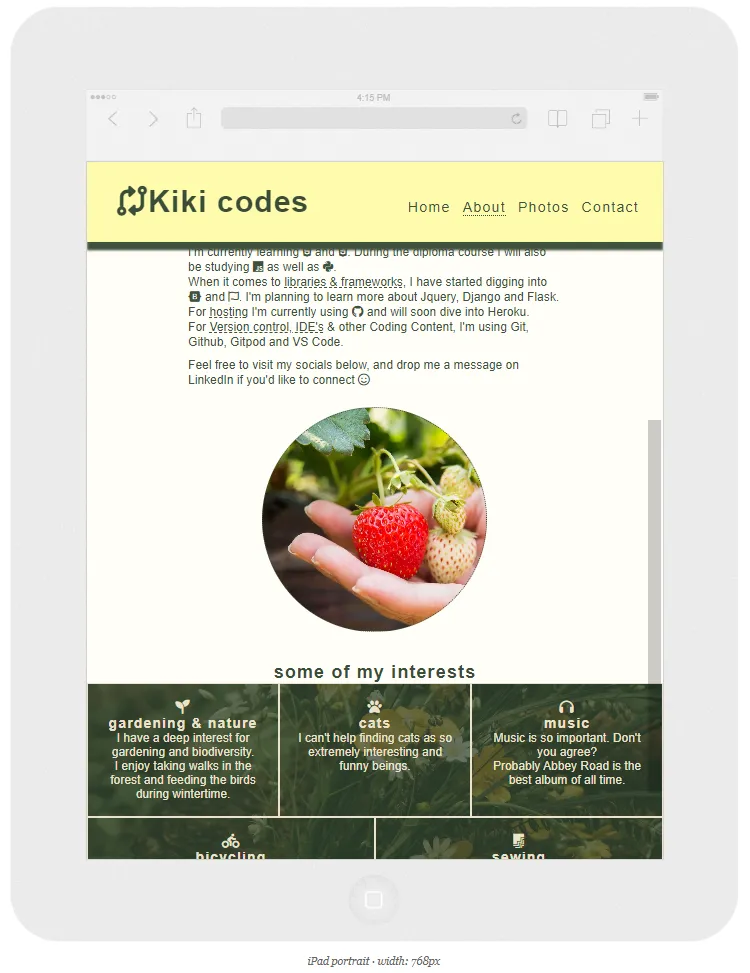 4:15 PM
Kiki codes
Home About Photos Contact
I'm currently learning and . During the diploma course I will also
be studying as well as .
When it comes to libraries & frameworks, I have started digging into
and . I'm planning to learn more about Jquery, Django and Flask.
For hosting I'm currently using and will soon dive into Heroku.
For Version control, IDE's & other Coding Content, I'm using Git,
Github, Gitpod and VS Code.
Feel free to visit my socials below, and drop me a message on
LinkedIn if you'd like to connect
some of my interests
gardening & nature
I have a deep interest for
gardening and biodiversity.
I enjoy taking walks in the
forest and feeding the birds
during wintertime.
cats
I can't help finding cats as so
extremely interesting and
funny beings.
music
Music is so important. Don't
you agree?
Probably Abbey Road is the
best album of all time.
bicycling
sewing
iPad portrait · width: 768px